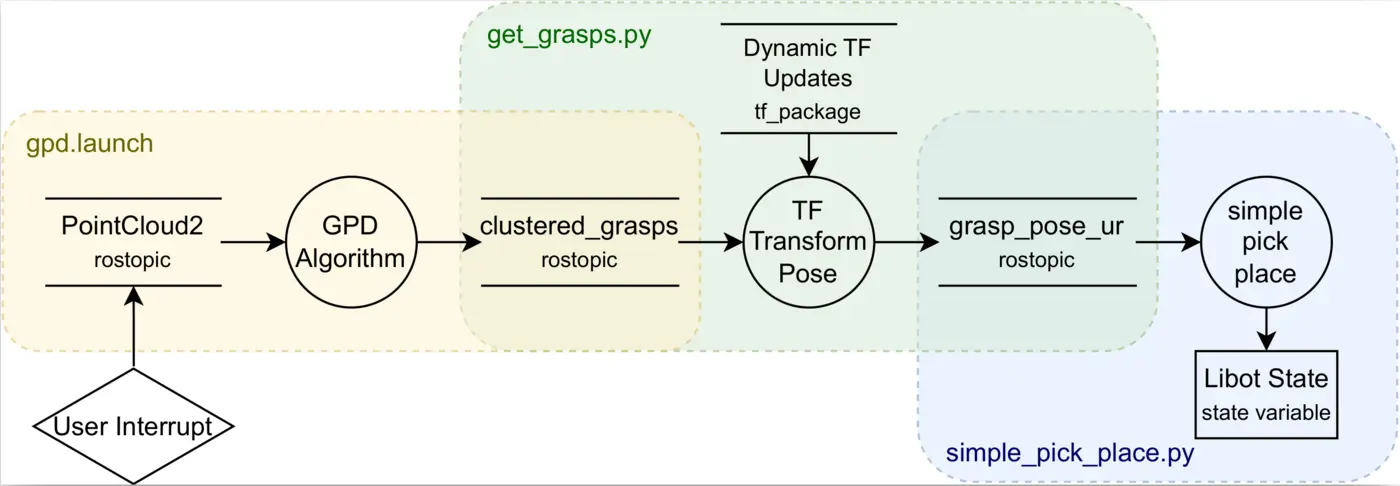 get_grasps.py
Dynamic TF
Updates
tf_package
gpd.launch
PointCloud2
rostopic
GPD
Algorithm
clustered_grasps
rostopic
TF
Transform
Pose
grasp_pose_ur
rostopic
simple
pick
place
User Interrupt
Libot State
state variable
simple_pick_place.py